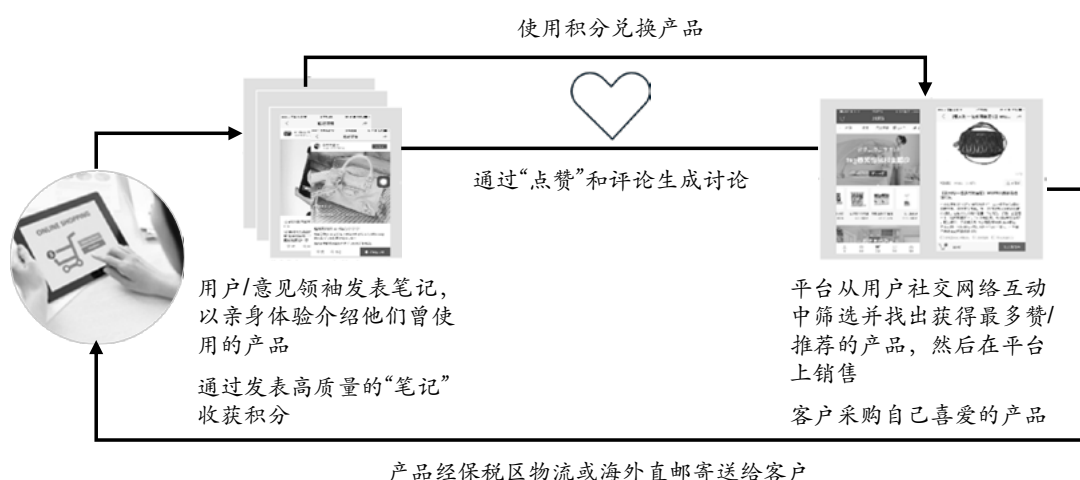 使用积分兑换产品
通过“点赞”和评论生成讨论
ONLINE SHOPPING
用户/意见领袖发表笔记，
以亲身体验介绍他们曾使
用的产品
通过发表高质量的“笔记”
收获积分
平台从用户社交网络互动
中筛选并找出获得最多赞/
推荐的产品，然后在平台
上销售
客户采购自己喜爱的产品
产品经保税区物流或海外直邮寄送给客户